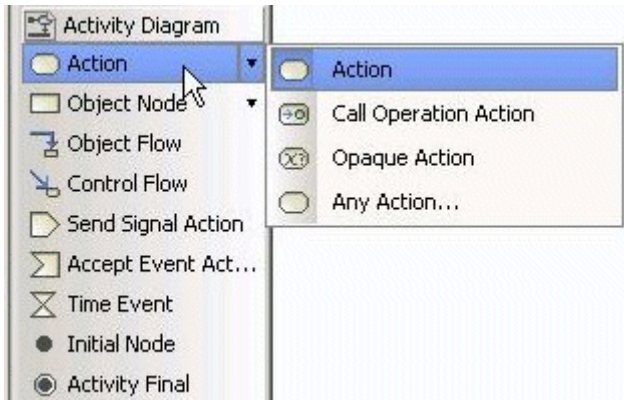 Activity Diagram
Action
Object Node
Object Flow
Control Flow
Send Signal Action
Accept Event Act...
Time Event
Initial Node
Activity Final
Action
Call Operation Action
Opaque Action
Any Action...